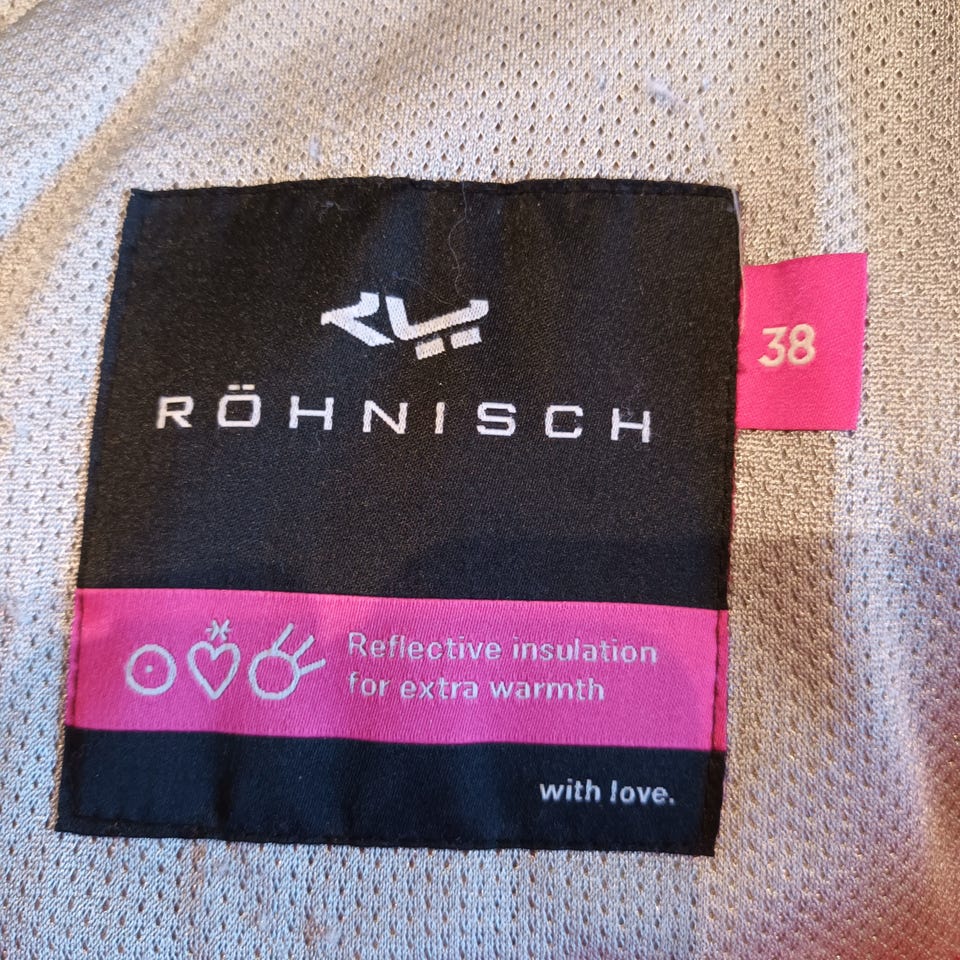 RÖHNISCH
38
Reflective insulation
for extra warmth
with love.